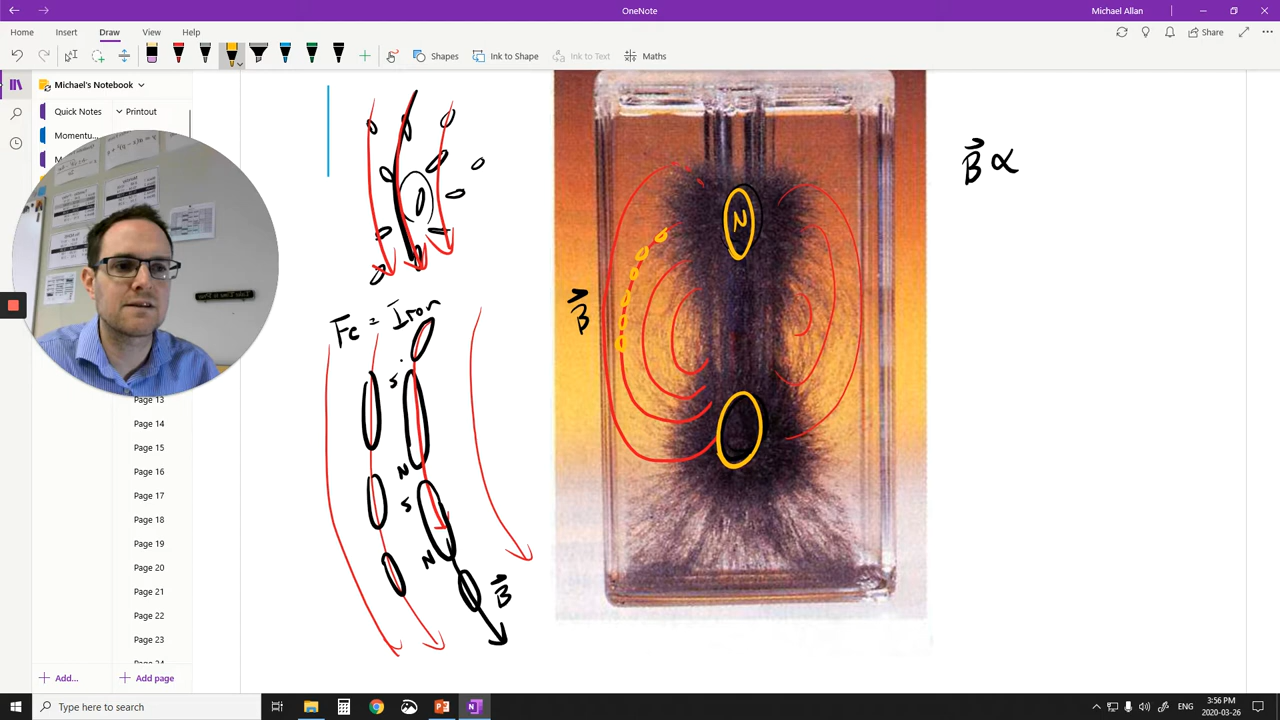 OneNote
Michael Allan
Home
Insert
Draw
View
Help
Share
Shapes
Ink to Shape
Ink to Text
Maths
Michael's Notebook
Quick Notes
Printout
Momentu...
Page 13
Page 14
Page 15
Page 16
Page 17
Page 18
Page 19
Page 20
Page 21
Page 22
Page 23
Page 24
Add...
Add page
Fe = Iron
S
N
S
N
B
B
N
B ∝
Type here to search
ENG
3:56 PM
2020-03-26